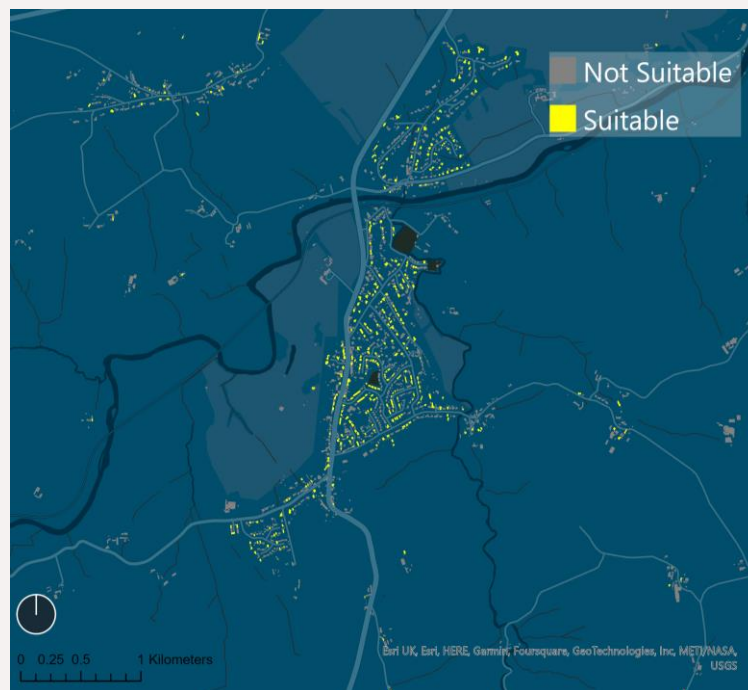 Not Suitable
Suitable
0 0.25 0.5 1 Kilometers
Esri UK, Esri, HERE, Garmin, Foursquare, GeoTechnologies, Inc, METI/NASA,
USGS